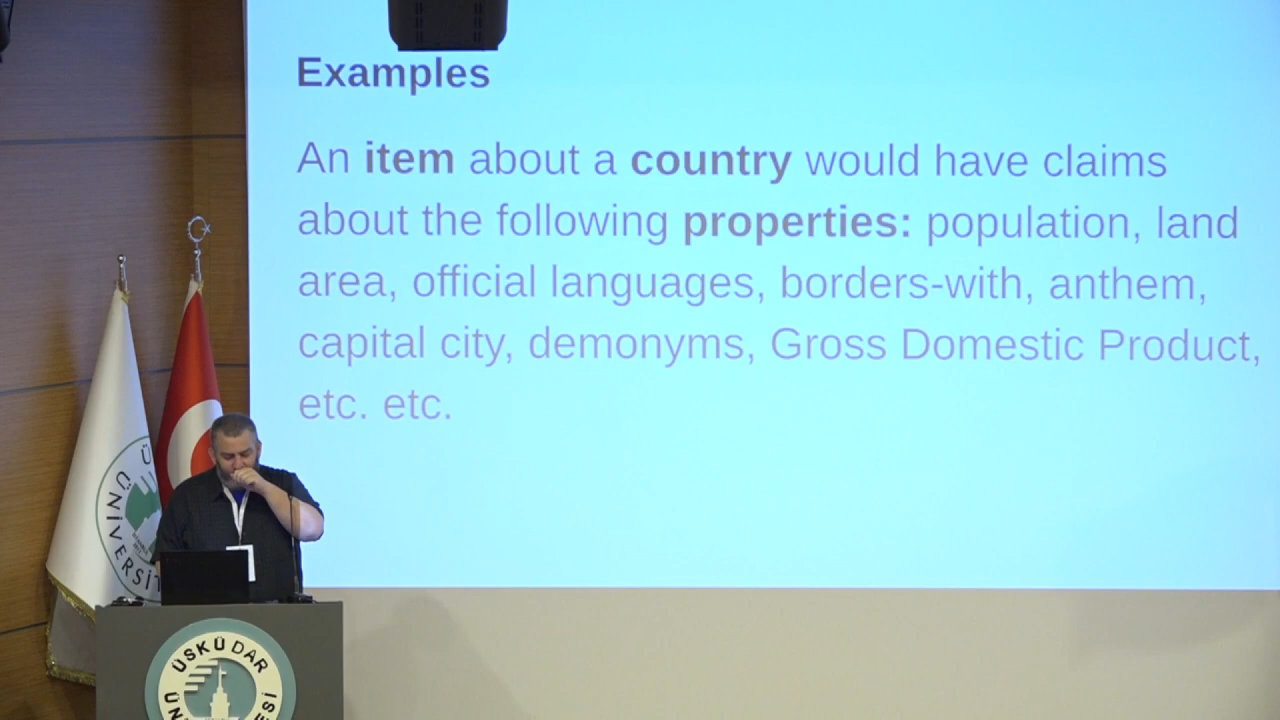 Examples
An item about a country would have claims
about the following properties: population, land
area, official languages, borders-with, anthem,
capital city, demonyms, Gross Domestic Product,
etc. etc.
ÜSKÜDAR